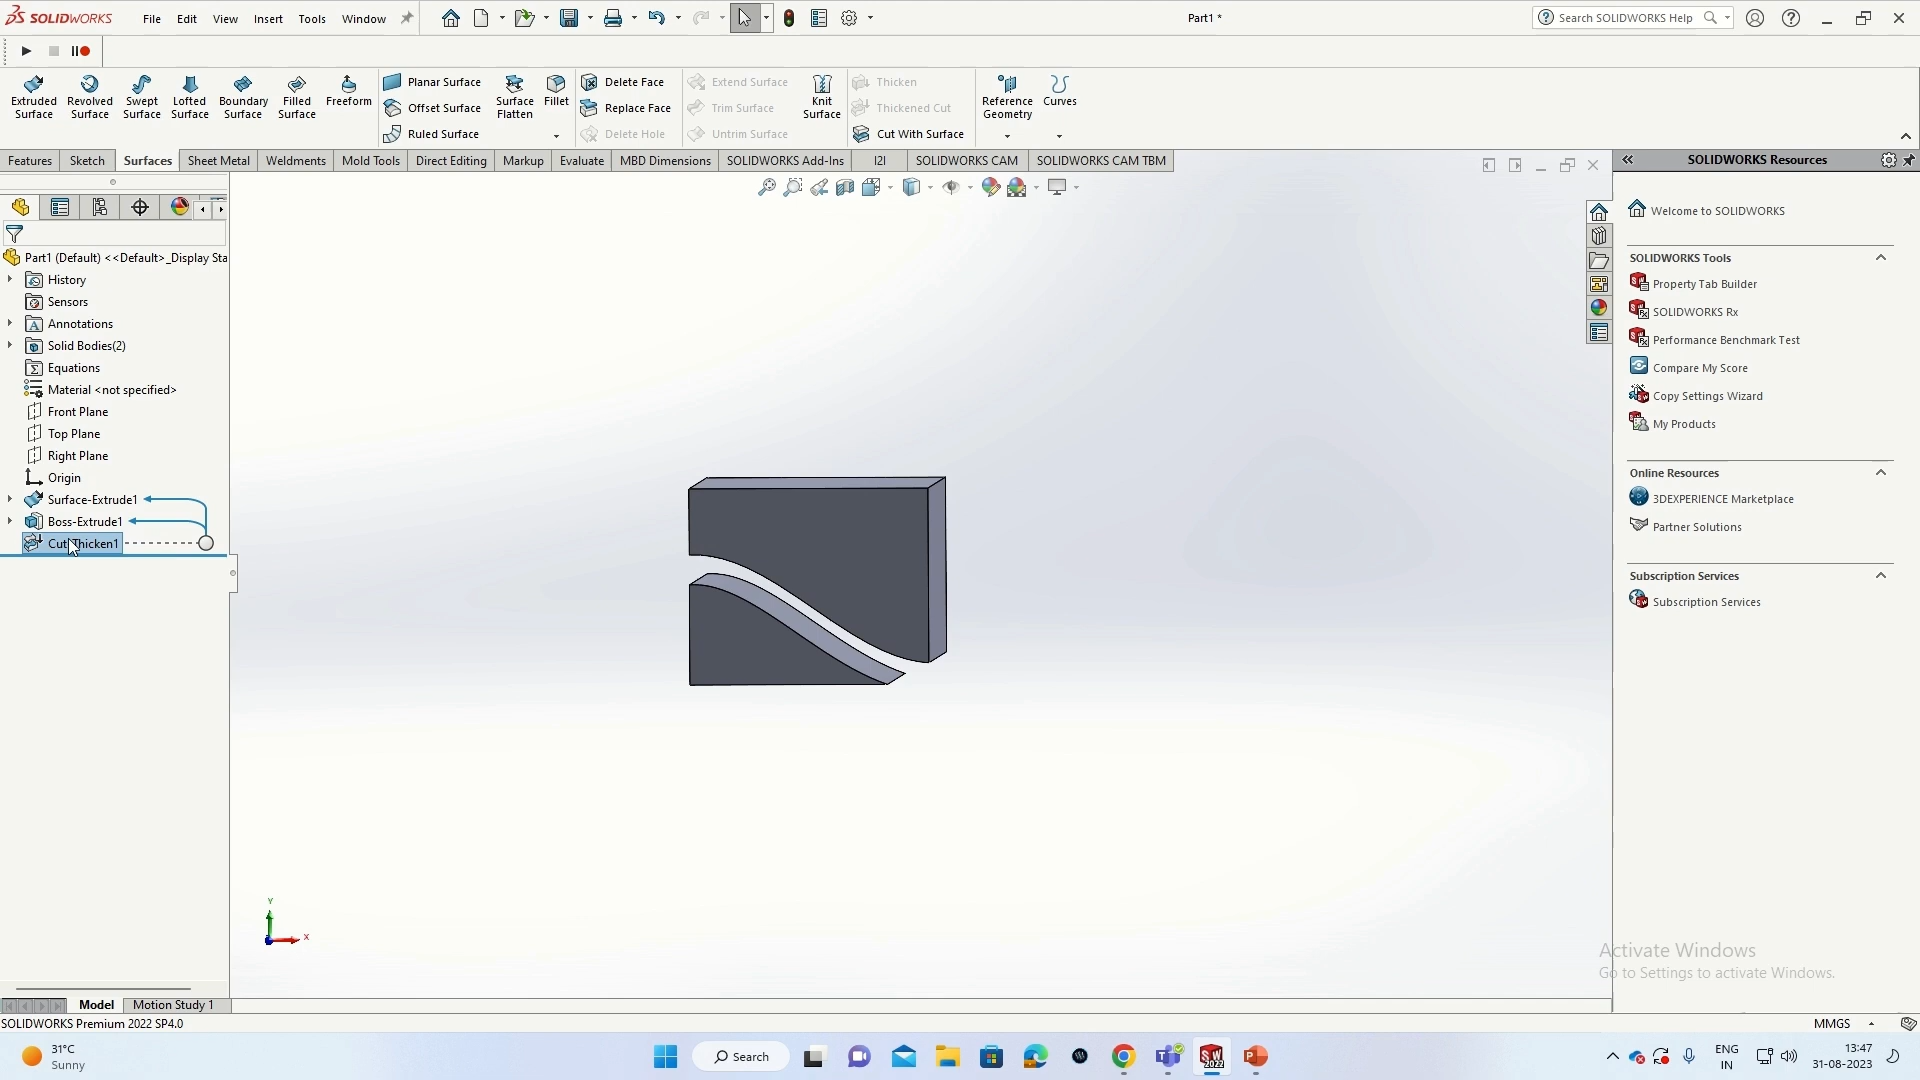 SOLIDWORKS File Edit View Insert Tools Window Part1 * Search SOLIDWORKS Help
Extruded Surface Revolved Surface Swept Surface Lofted Surface Boundary Surface Filled Surface Freeform Planar Surface Offset Surface Ruled Surface Surface Flatten Fillet Delete Face Replace Face Delete Hole Extend Surface Trim Surface Untrim Surface Knit Surface Thicken Thickened Cut Cut With Surface Reference Geometry Curves
Features Sketch Surfaces Sheet Metal Weldments Mold Tools Direct Editing Markup Evaluate MBD Dimensions SOLIDWORKS Add-Ins I2I SOLIDWORKS CAM SOLIDWORKS CAM TBM
Part1 (Default) <<Default>_Display Sta
History
Sensors
Annotations
Solid Bodies(2)
Equations
Material <not specified>
Front Plane
Top Plane
Right Plane
Origin
Surface-Extrude1
Boss-Extrude1
Cut-Thicken1
Y
X
SOLIDWORKS Resources
Welcome to SOLIDWORKS
SOLIDWORKS Tools
Property Tab Builder
SOLIDWORKS Rx
Performance Benchmark Test
Compare My Score
Copy Settings Wizard
My Products
Online Resources
3DEXPERIENCE Marketplace
Partner Solutions
Subscription Services
Subscription Services
Activate Windows
Go to Settings to activate Windows.
Model Motion Study 1
SOLIDWORKS Premium 2022 SP4.0 MMGS
31°C
Sunny
Search
ENG
IN
13:47
31-08-2023